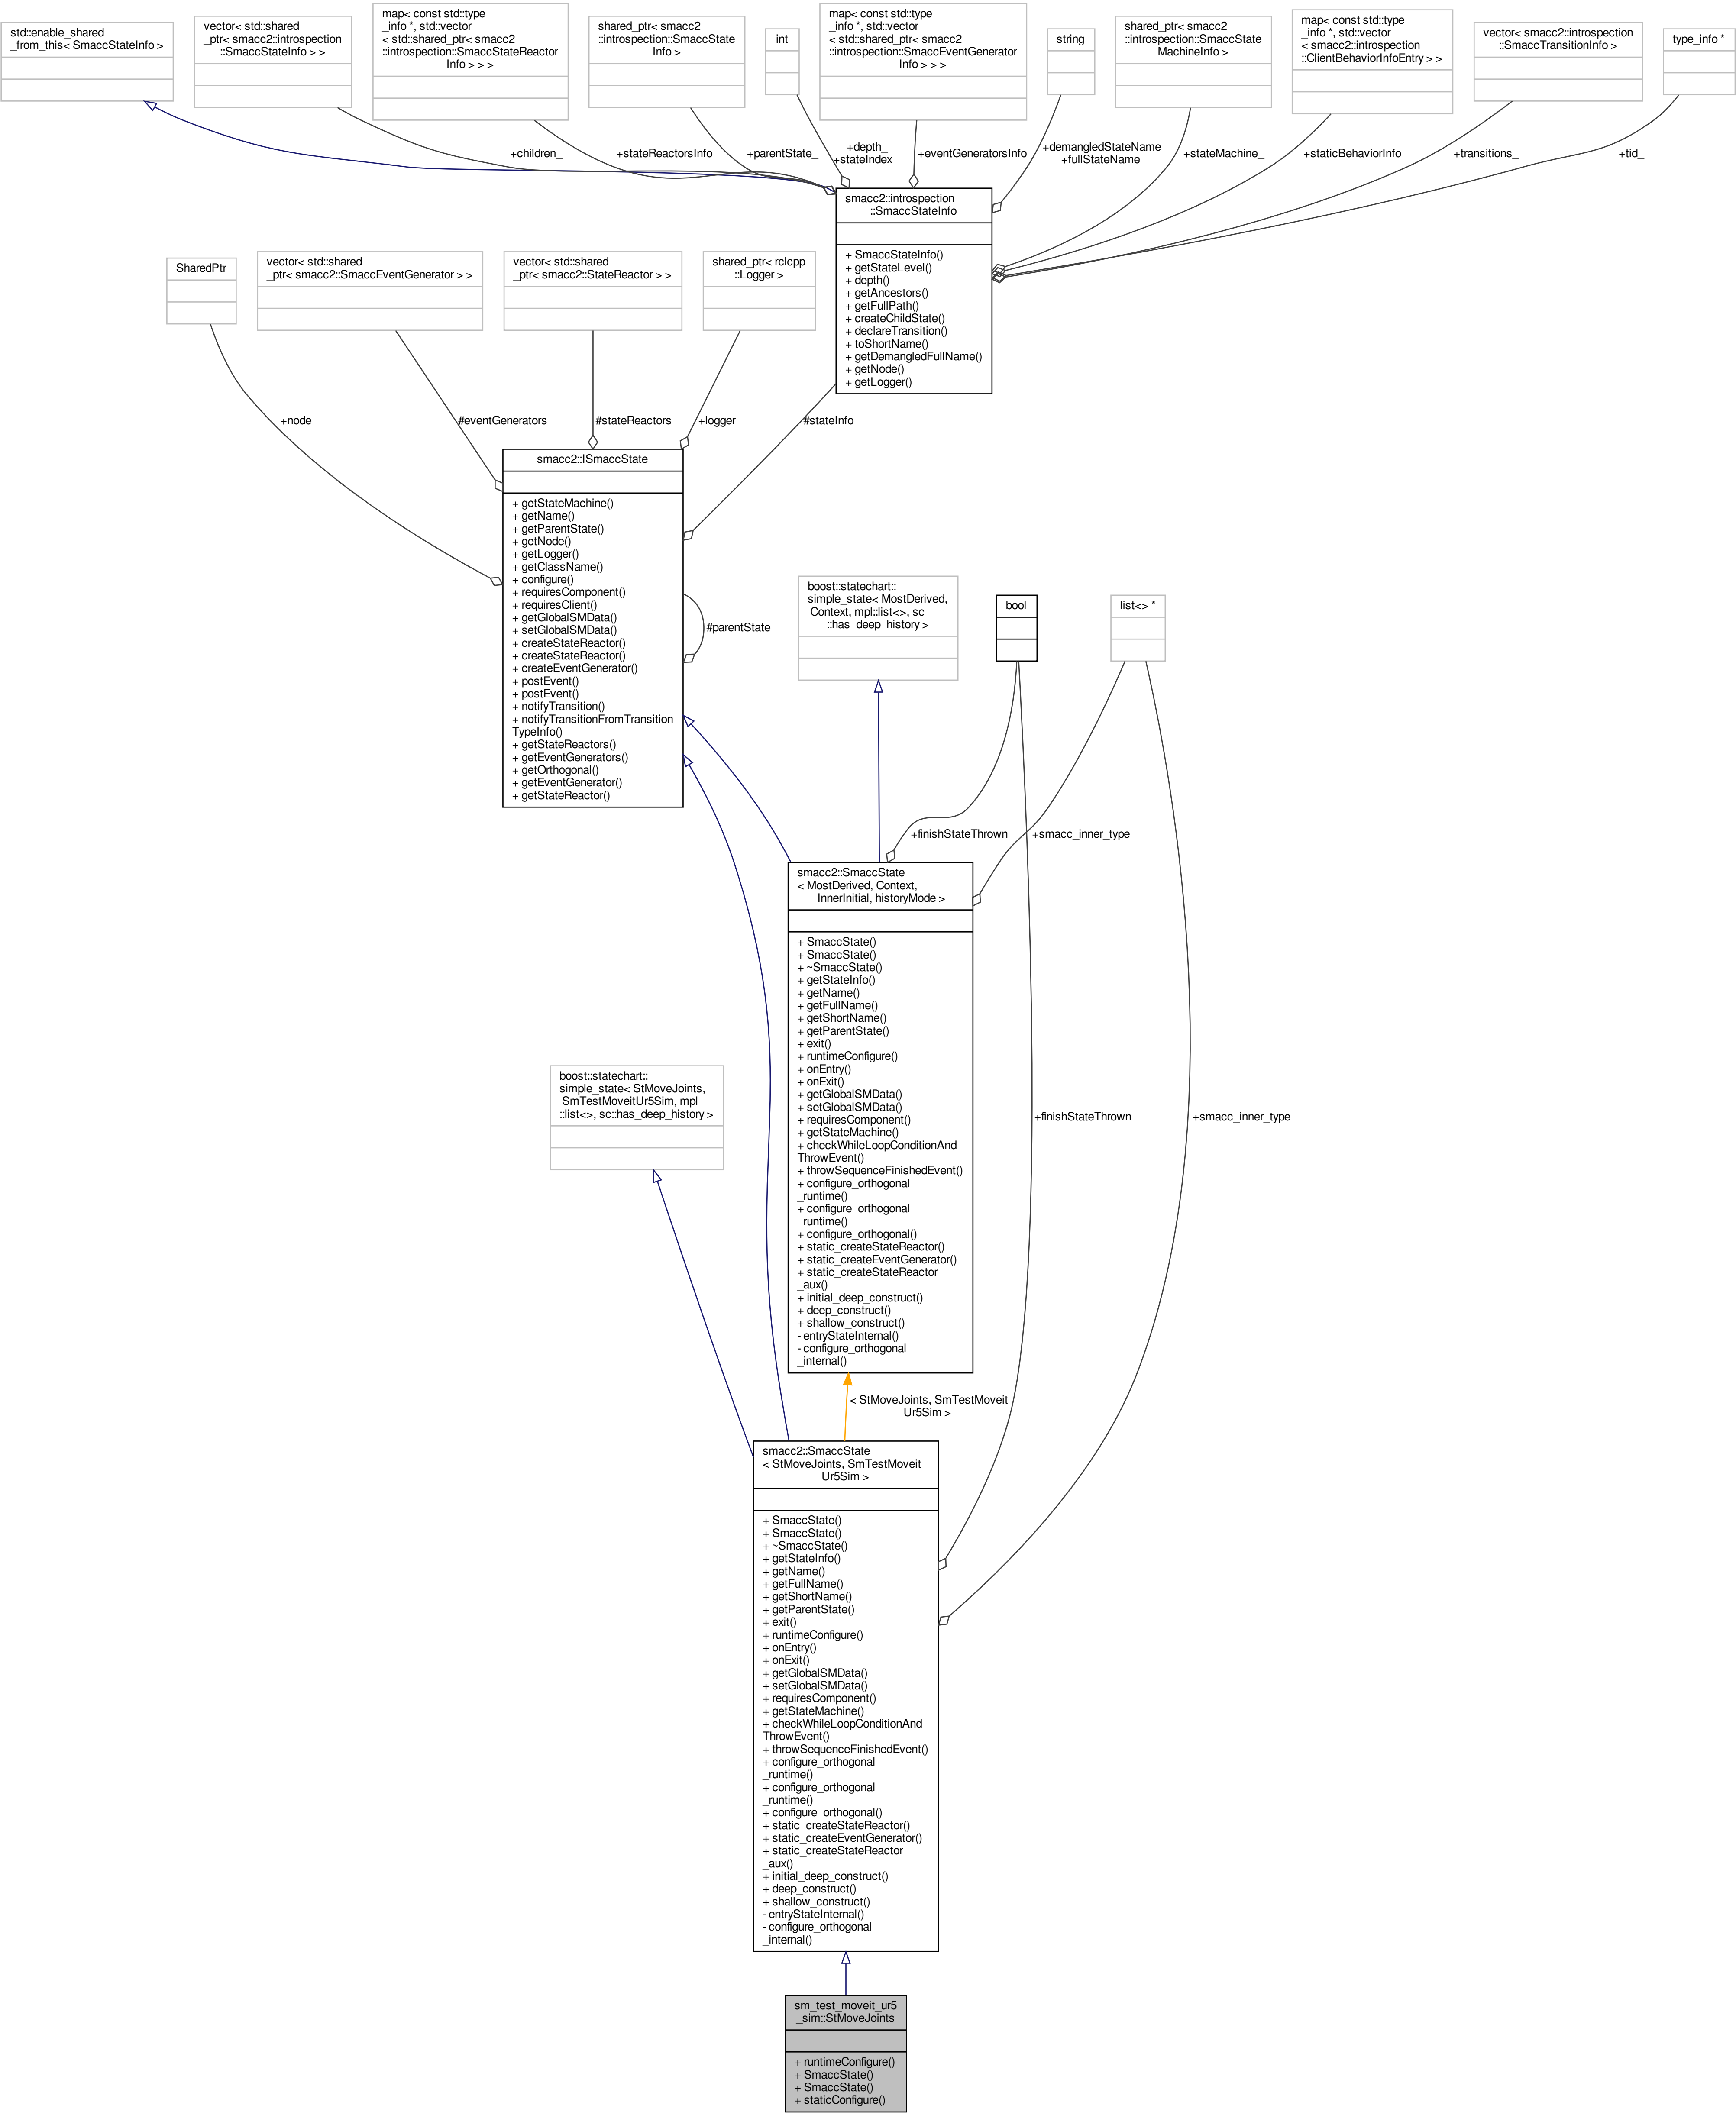 std::enable_shared
_from_this< SmaccStateInfo >
vector< std::shared
_ptr< smacc2::introspection
::SmaccStateInfo > >
map< const std::type
_info *, std::vector
< std::shared_ptr< smacc2
::introspection::SmaccStateReactor
Info > > >
shared_ptr< smacc2
::introspection::SmaccState
Info >
int
map< const std::type
_info *, std::vector
< std::shared_ptr< smacc2
::introspection::SmaccEventGenerator
Info > > >
string
shared_ptr< smacc2
::introspection::SmaccState
MachineInfo >
map< const std::type
_info *, std::vector
< smacc2::introspection
::ClientBehaviorInfoEntry > >
vector< smacc2::introspection
::SmaccTransitionInfo >
type_info *
+children_
+stateReactorsInfo
+parentState_
+depth_
+stateIndex_
+eventGeneratorsInfo
+demangledStateName
+fullStateName
+stateMachine_
+staticBehaviorInfo
+transitions_
+tid_
smacc2::introspection
::SmaccStateInfo
+ SmaccStateInfo()
+ getStateLevel()
+ depth()
+ getAncestors()
+ getFullPath()
+ createChildState()
+ declareTransition()
+ toShortName()
+ getDemangledFullName()
+ getNode()
+ getLogger()
SharedPtr
vector< std::shared
_ptr< smacc2::SmaccEventGenerator > >
vector< std::shared
_ptr< smacc2::StateReactor > >
shared_ptr< rclcpp
::Logger >
+node_
#eventGenerators_
#stateReactors_
+logger_
#stateInfo_
smacc2::ISmaccState
+ getStateMachine()
+ getName()
+ getParentState()
+ getNode()
+ getLogger()
+ getClassName()
+ configure()
+ requiresComponent()
+ requiresClient()
+ getGlobalSMData()
+ setGlobalSMData()
+ createStateReactor()
+ createStateReactor()
+ createEventGenerator()
+ postEvent()
+ postEvent()
+ notifyTransition()
+ notifyTransitionFromTransition
TypeInfo()
+ getStateReactors()
+ getEventGenerators()
+ getOrthogonal()
+ getEventGenerator()
+ getStateReactor()
#parentState_
boost::statechart::
simple_state< MostDerived,
Context, mpl::list<>, sc
::has_deep_history >
bool
list<> *
+finishStateThrown
+smacc_inner_type
smacc2::SmaccState
< MostDerived, Context,
InnerInitial, historyMode >
+ SmaccState()
+ SmaccState()
+ ~SmaccState()
+ getStateInfo()
+ getName()
+ getFullName()
+ getShortName()
+ getParentState()
+ exit()
+ runtimeConfigure()
+ onEntry()
+ onExit()
+ getGlobalSMData()
+ setGlobalSMData()
+ requiresComponent()
+ getStateMachine()
+ checkWhileLoopConditionAnd
ThrowEvent()
+ throwSequenceFinishedEvent()
+ configure_orthogonal
_runtime()
+ configure_orthogonal
_runtime()
+ configure_orthogonal()
+ static_createStateReactor()
+ static_createEventGenerator()
+ static_createStateReactor
_aux()
+ initial_deep_construct()
+ deep_construct()
+ shallow_construct()
- entryStateInternal()
- configure_orthogonal
_internal()
boost::statechart::
simple_state< StMoveJoints,
SmTestMoveitUr5Sim, mpl
::list<>, sc::has_deep_history >
+finishStateThrown
+smacc_inner_type
< StMoveJoints, SmTestMoveit
Ur5Sim >
smacc2::SmaccState
< StMoveJoints, SmTestMoveit
Ur5Sim >
+ SmaccState()
+ SmaccState()
+ ~SmaccState()
+ getStateInfo()
+ getName()
+ getFullName()
+ getShortName()
+ getParentState()
+ exit()
+ runtimeConfigure()
+ onEntry()
+ onExit()
+ getGlobalSMData()
+ setGlobalSMData()
+ requiresComponent()
+ getStateMachine()
+ checkWhileLoopConditionAnd
ThrowEvent()
+ throwSequenceFinishedEvent()
+ configure_orthogonal
_runtime()
+ configure_orthogonal
_runtime()
+ configure_orthogonal()
+ static_createStateReactor()
+ static_createEventGenerator()
+ static_createStateReactor
_aux()
+ initial_deep_construct()
+ deep_construct()
+ shallow_construct()
- entryStateInternal()
- configure_orthogonal
_internal()
sm_test_moveit_ur5
_sim::StMoveJoints
+ runtimeConfigure()
+ SmaccState()
+ SmaccState()
+ staticConfigure()